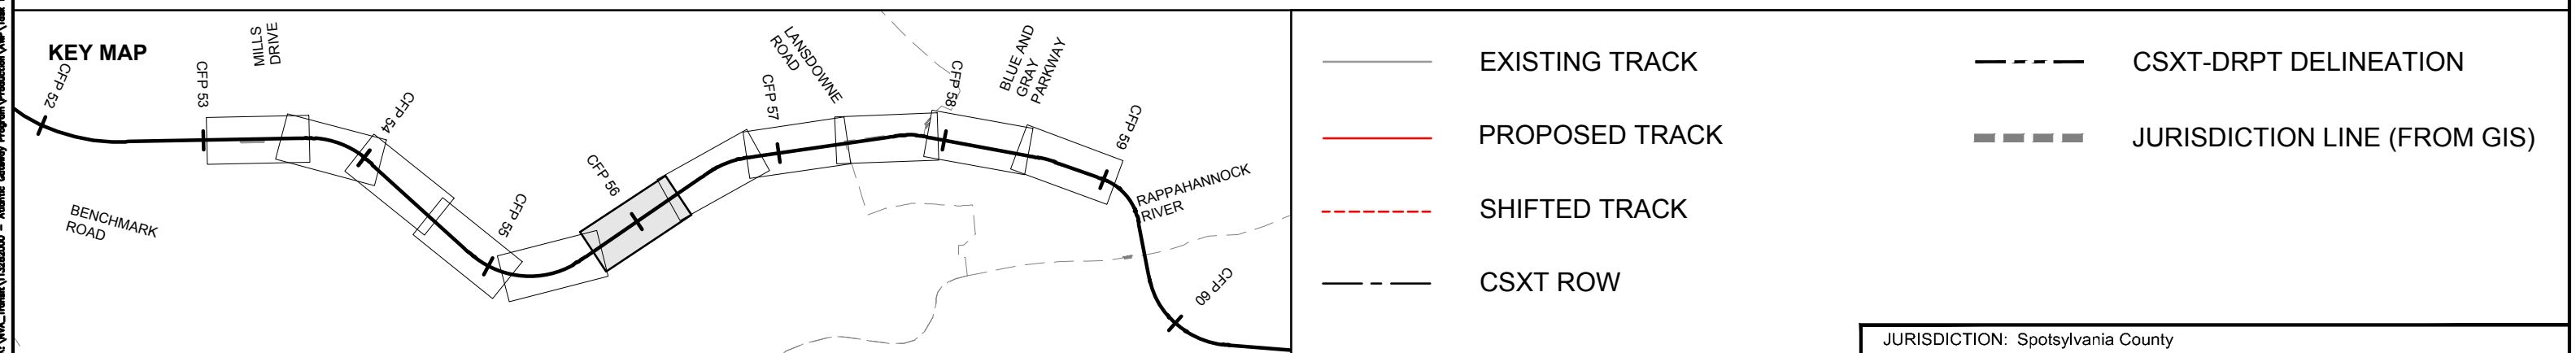 KEY MAP
CFP 52
CFP 53
MILLS
DRIVE
CFP 54
BENCHMARK
ROAD
CFP 55
CFP 56
CFP 57
LANSDOWNE
ROAD
CFP 58
BLUE AND
GRAY
PARKWAY
CFP 59
RAPPAHANNOCK
RIVER
CFP 60
EXISTING TRACK
PROPOSED TRACK
SHIFTED TRACK
CSXT ROW
CSXT-DRPT DELINEATION
JURISDICTION LINE (FROM GIS)
JURISDICTION: Spotsylvania County